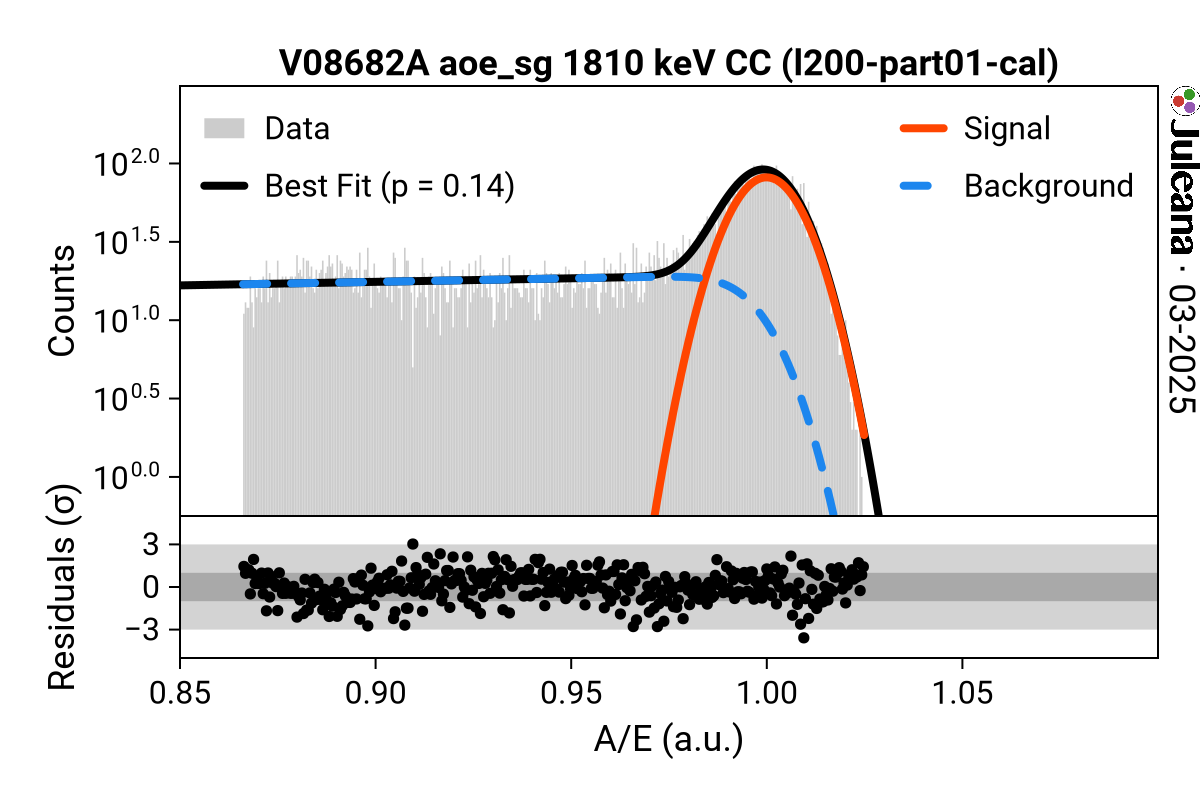 V08682A aoe_sg 1810 keV CC (l200-part01-cal)
Data
Best Fit (p = 0.14)
Signal
Background
Counts
10^2.0
10^1.5
10^1.0
10^0.5
10^0.0
Residuals (σ)
3
0
−3
0.85
0.90
0.95
1.00
1.05
A/E (a.u.)
Juleana · 03-2025